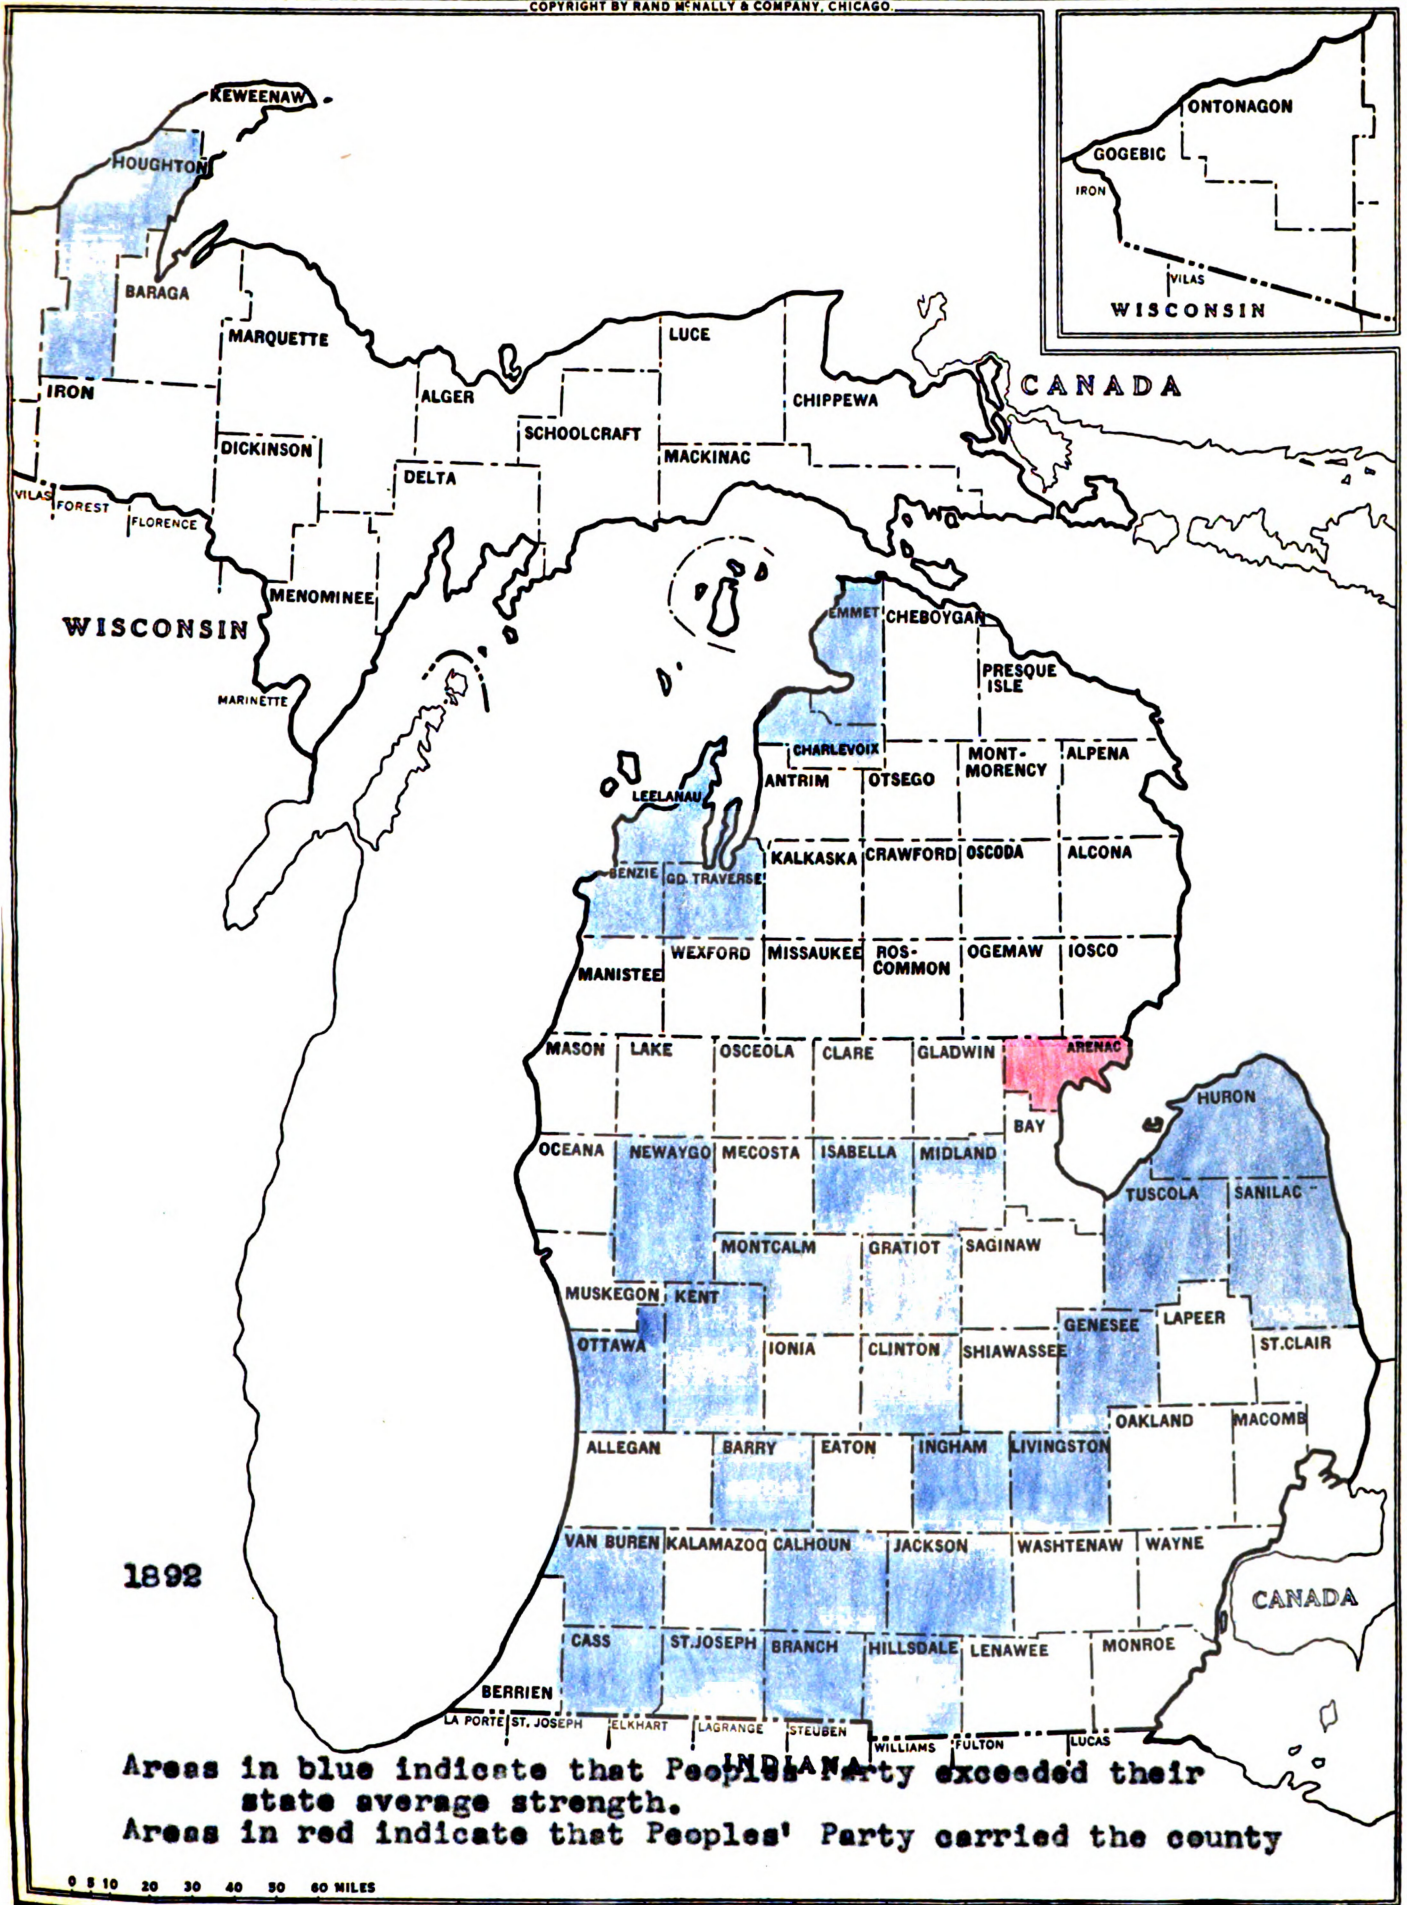 COPYRIGHT BY RAND McNALLY & COMPANY, CHICAGO.
KEWEENAW
ONTONAGON
HOUGHTON
GOGEBIC
IRON
BARAGA
VILAS
WISCONSIN
MARQUETTE
LUCE
IRON
ALGER
CHIPPEWA
CANADA
SCHOOLCRAFT
DICKINSON
MACKINAC
DELTA
VILAS
FOREST
FLORENCE
MENOMINEE
EMMET
CHEBOYGAN
WISCONSIN
PRESQUE
ISLE
MARINETTE
CHARLEVOIX
MONT-
MORENCY
ALPENA
ANTRIM
OTSEGO
LEELANAU
KALKASKA
CRAWFORD
OSCODA
ALCONA
BENZIE
GD. TRAVERSE
WEXFORD
MISSAUKEE
ROS-
COMMON
OGEMAW
IOSCO
MANISTEE
MASON
LAKE
OSCEOLA
CLARE
GLADWIN
ARENAC
HURON
BAY
OCEANA
NEWAYGO
MECOSTA
ISABELLA
MIDLAND
TUSCOLA
SANILAC
MONTCALM
GRATIOT
SAGINAW
MUSKEGON
KENT
GENESEE
LAPEER
OTTAWA
IONIA
CLINTON
SHIAWASSEE
ST. CLAIR
OAKLAND
MACOMB
ALLEGAN
BARRY
EATON
INGHAM
LIVINGSTON
VAN BUREN
KALAMAZOO
CALHOUN
JACKSON
WASHTENAW
WAYNE
1892
CANADA
CASS
ST. JOSEPH
BRANCH
HILLSDALE
LENAWEE
MONROE
BERRIEN
LA PORTE
ST. JOSEPH
ELKHART
LAGRANGE
STEUBEN
WILLIAMS
FULTON
LUCAS
INDIANA
Areas in blue indicate that Peoples Party exceeded their
state average strength.
Areas in red indicate that Peoples' Party carried the county
0 5 10 20 30 40 50 60 MILES